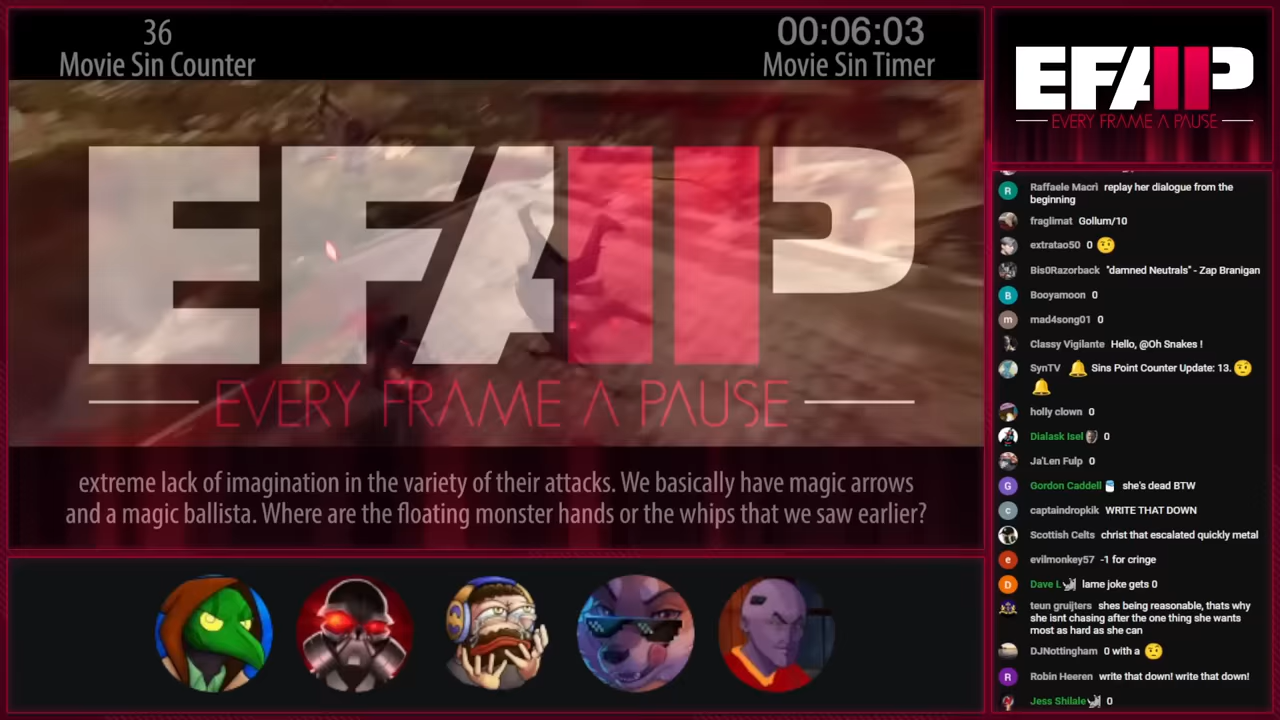 36
Movie Sin Counter
00:06:03
Movie Sin Timer
EFAP
EVERY FRAME A PAUSE
extreme lack of imagination in the variety of their attacks. We basically have magic arrows
and a magic ballista. Where are the floating monster hands or the whips that we saw earlier?
EFAP
EVERY FRAME A PAUSE
R Raffaele Macrì replay her dialogue from the
beginning
fraglimat Gollum/10
extratao50 0 🤨
Bis0Razorback "damned Neutrals" - Zap Branigan
B Booyamoon 0
m mad4song01 0
Classy Vigilante Hello, @Oh Snakes !
SynTV 🔔 Sins Point Counter Update: 13. 🤨
🔔
holly clown 0
Dialask Isel 0
Ja'Len Fulp 0
G Gordon Caddell she's dead BTW
c captaindropkik WRITE THAT DOWN
Scottish Celts christ that escalated quickly metal
e evilmonkey57 -1 for cringe
D Dave L lame joke gets 0
teun gruijters shes being reasonable, thats why
she isnt chasing after the one thing she wants
most as hard as she can
DJNottingham 0 with a 🤨
R Robin Heeren write that down! write that down!
Jess Shilale 0